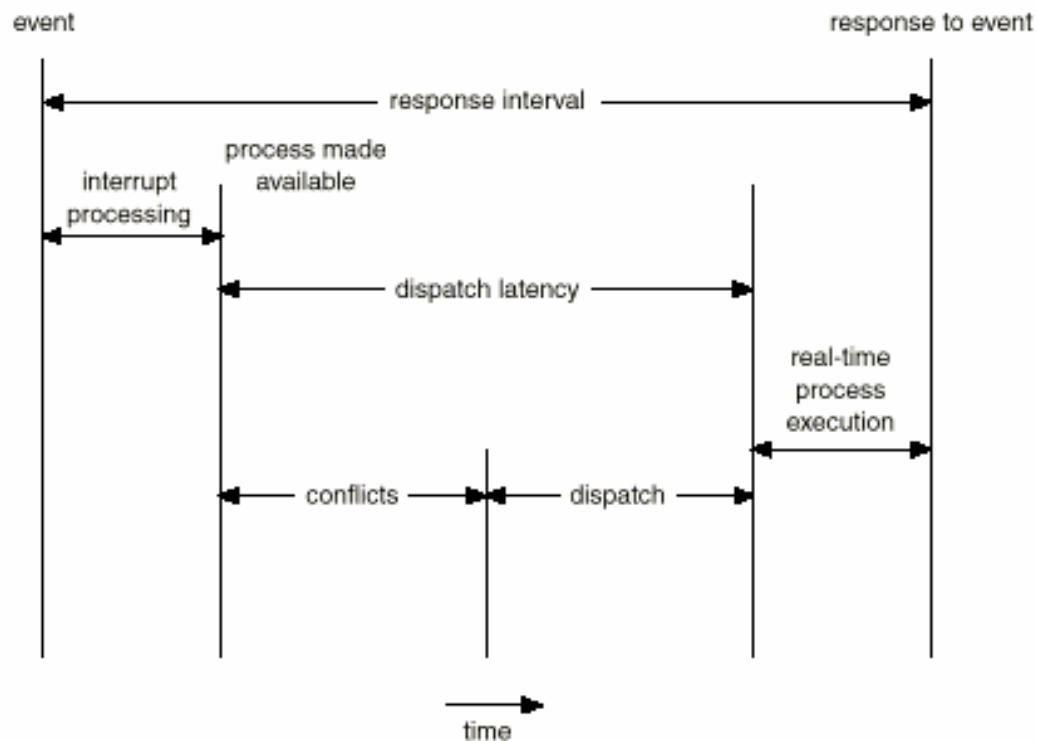 event
response to event
response interval
process made
available
interrupt
processing
dispatch latency
real-time
process
execution
conflicts
dispatch
time